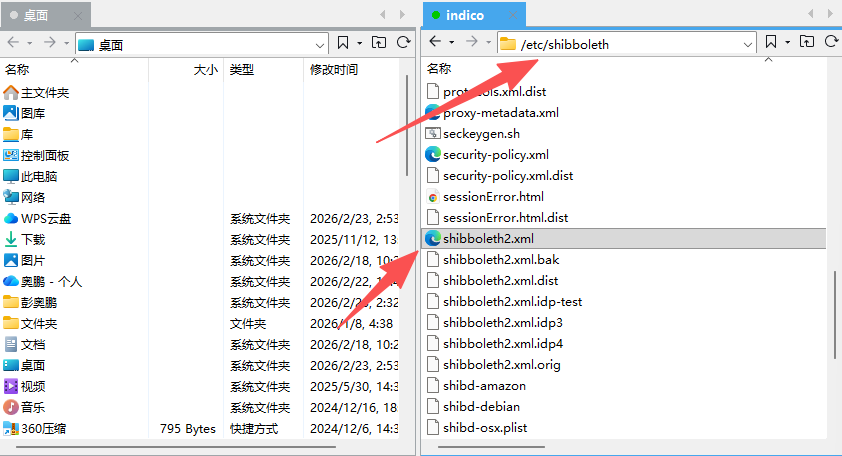 桌面
indico
桌面
/etc/shibboleth
名称 大小 类型 修改时间
主文件夹
图库
库
控制面板
此电脑
网络
WPS云盘 系统文件夹 2026/2/23, 2:53
下载 系统文件夹 2025/11/12, 13
图片 系统文件夹 2026/2/18, 10:
奥鹏 - 个人 系统文件夹 2026/2/22, 1
彭奥鹏 系统文件夹 2026/2/2 2:32
文件夹 文件夹 2026/1/8, 4:38
文档 系统文件夹 2026/2/18, 10:2
桌面 系统文件夹 2026/2/23, 2:53
视频 系统文件夹 2025/5/30, 14:3
音乐 系统文件夹 2024/12/16, 18
360压缩 795 Bytes 快捷方式 2024/12/6, 14:3
名称
protocols.xml.dist
proxy-metadata.xml
seckeygen.sh
security-policy.xml
security-policy.xml.dist
sessionError.html
sessionError.html.dist
shibboleth2.xml
shibboleth2.xml.bak
shibboleth2.xml.dist
shibboleth2.xml.idp-test
shibboleth2.xml.idp3
shibboleth2.xml.idp4
shibboleth2.xml.orig
shibd-amazon
shibd-debian
shibd-osx.plist